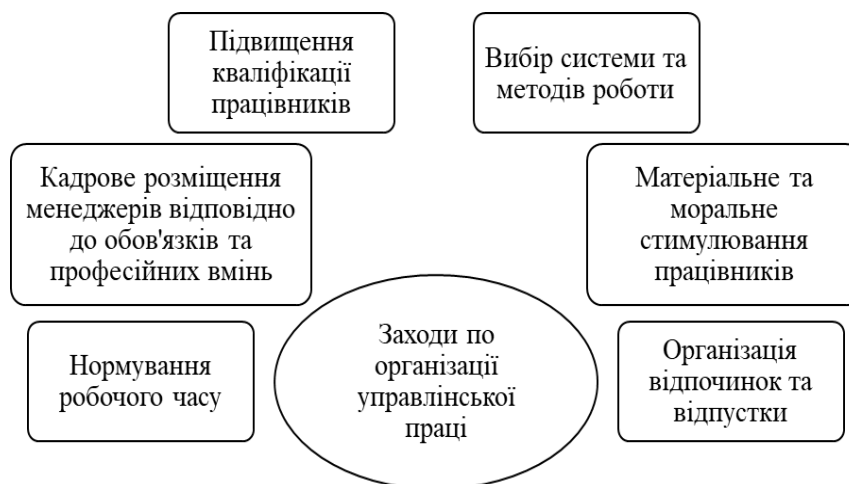 Підвищення
кваліфікації
працівників
Вибір системи та
методів роботи
Кадрове розміщення
менеджерів відповідно
до обов'язків та
професійних вмінь
Матеріальне та
моральне
стимулювання
працівників
Нормування
робочого часу
Заходи по
організації
управлінської
праці
Організація
відпочинок та
відпустки